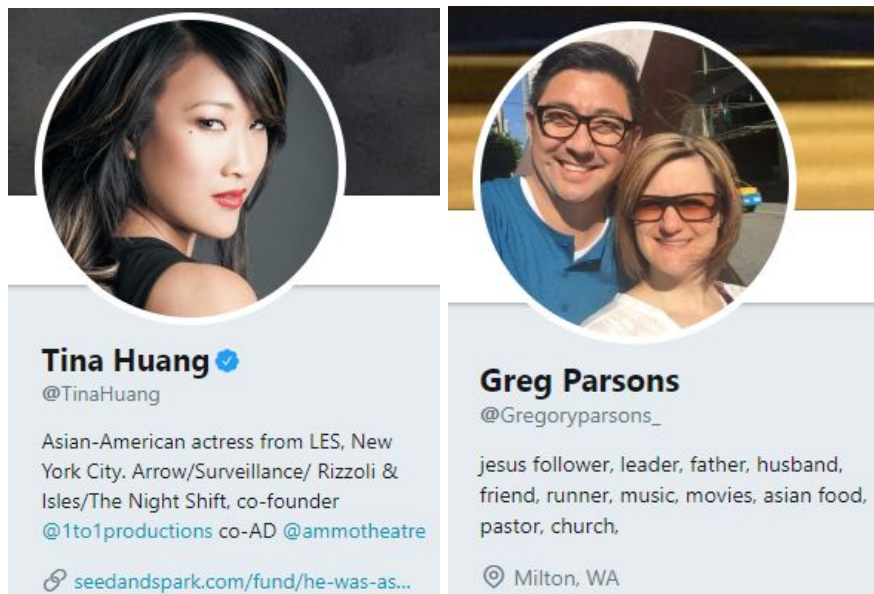 Tina Huang
@TinaHuang
Asian-American actress from LES, New
York City. Arrow/Surveillance/ Rizzoli &
Isles/The Night Shift, co-founder
@1to1productions co-AD @ammotheatre
seedandspark.com/fund/he-was-as...
Greg Parsons
@Gregoryparsons_
jesus follower, leader, father, husband,
friend, runner, music, movies, asian food,
pastor, church,
Milton, WA